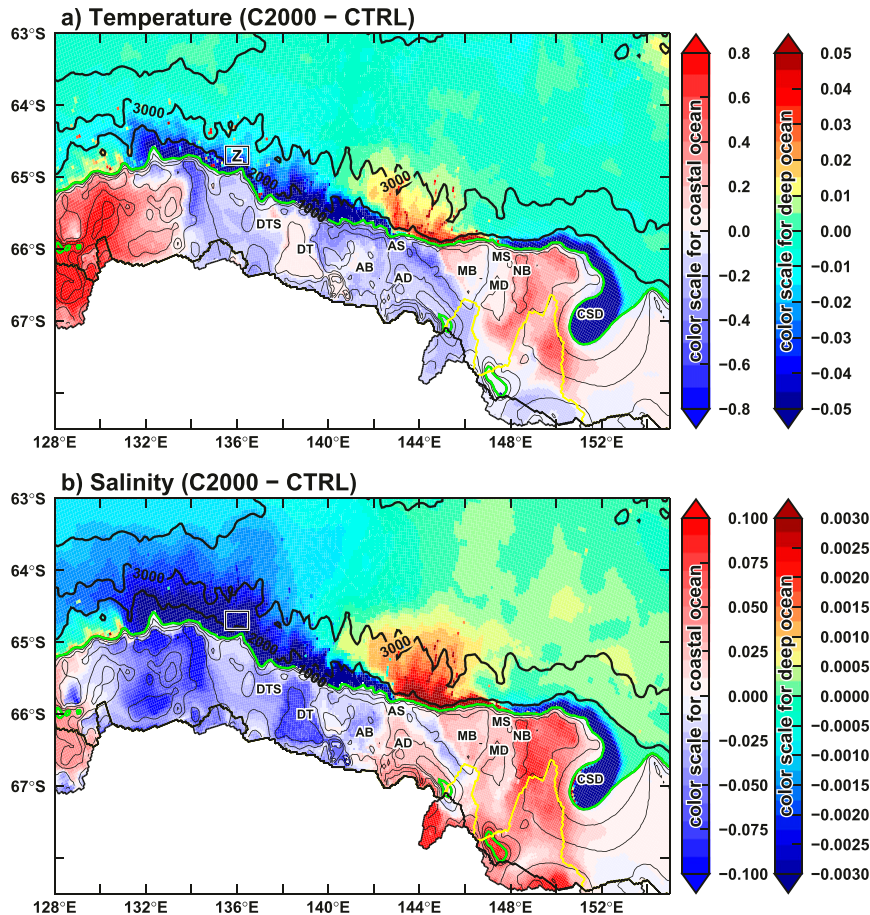 a) Temperature (C2000 − CTRL)
63°S
64°S
65°S
66°S
67°S
3000
Z
2000
3000
DTS
DT
AB
AS
AD
MB
MS
NB
MD
CSD
128°E
132°E
136°E
140°E
144°E
148°E
152°E
color scale for coastal ocean
0.8
0.6
0.4
0.2
0.0
−0.2
−0.4
−0.6
−0.8
color scale for deep ocean
0.05
0.04
0.03
0.02
0.01
0.00
−0.01
−0.02
−0.03
−0.04
−0.05
b) Salinity (C2000 − CTRL)
63°S
64°S
65°S
66°S
67°S
3000
2000
3000
DTS
DT
AB
AS
AD
MB
MS
NB
MD
CSD
128°E
132°E
136°E
140°E
144°E
148°E
152°E
color scale for coastal ocean
0.100
0.075
0.050
0.025
0.000
−0.025
−0.050
−0.075
−0.100
color scale for deep ocean
0.0030
0.0025
0.0020
0.0015
0.0010
0.0005
0.0000
−0.0005
−0.0010
−0.0015
−0.0020
−0.0025
−0.0030